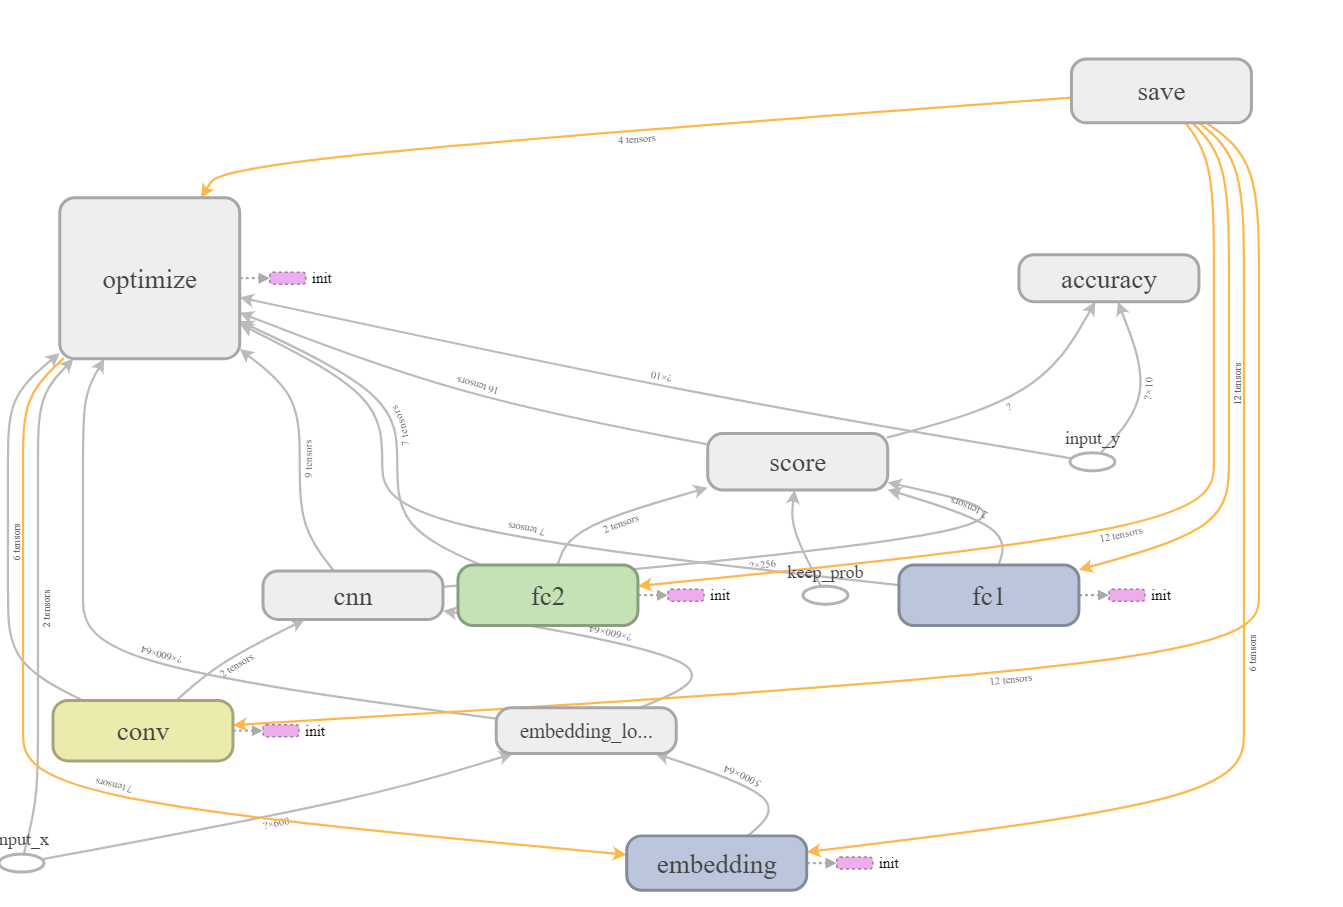 save
4 tensors
optimize
init
accuracy
?×10
16 tensors
12 tensors
?×10
?
7 tensors
input_y
9 tensors
score
2 tensors
7 tensors
2 tensors
12 tensors
6 tensors
?×256
keep_prob
cnn
fc2
init
fc1
init
2 tensors
?×600×64
?×600×64
2 tensors
6 tensors
12 tensors
conv
init
embedding_lo...
7 tensors
5000×64
?×600
nput_x
embedding
init